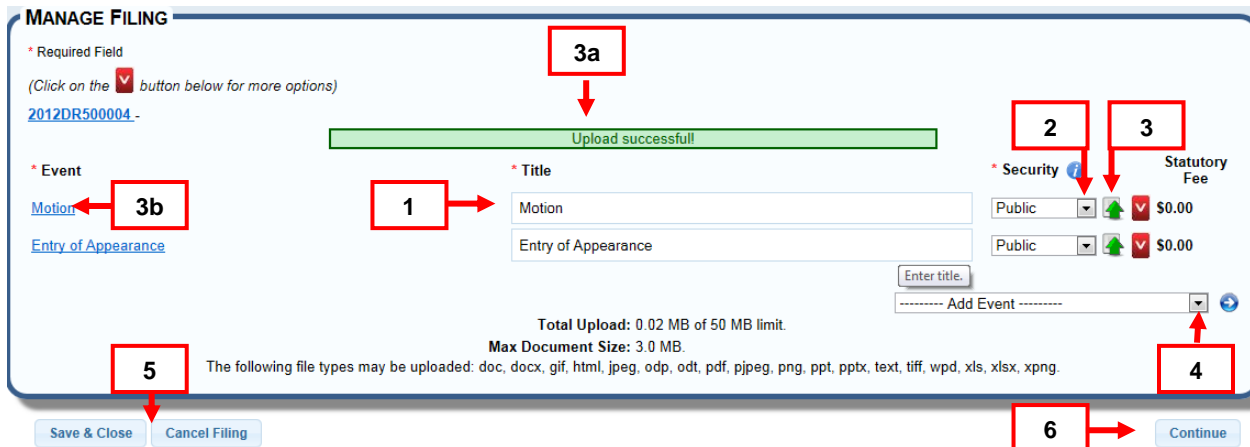 MANAGE FILING
* Required Field
3a
(Click on the v button below for more options)
2012DR500004 -
2
3
Upload successful!
* Event
* Title
* Security i
Statutory Fee
Motion
3b
1
Motion
Public
v
$0.00
Entry of Appearance
Entry of Appearance
Public
v
$0.00
Enter title.
--------- Add Event ---------
Total Upload: 0.02 MB of 50 MB limit.
Max Document Size: 3.0 MB.
The following file types may be uploaded: doc, docx, gif, html, jpeg, odp, odt, pdf, pjpeg, png, ppt, pptx, text, tiff, wpd, xls, xlsx, xpng.
5
4
Save & Close
Cancel Filing
6
Continue